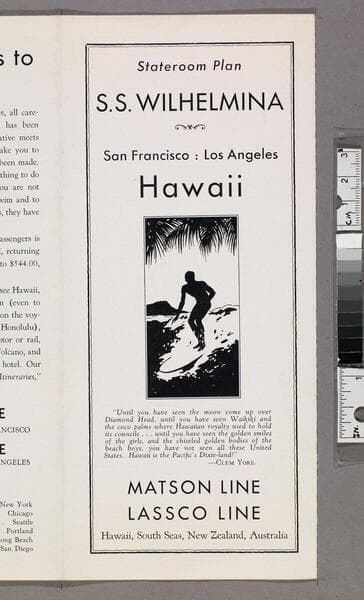 s to
s, all care-
has been
ative meets
ake you to
been made.
thing to do
ou are not
wim and to
s, they have
assengers is
, returning
to $544.00,
see Hawaii,
n (even to
on the voy-
Honolulu),
otor or rail,
Volcano, and
hotel. Our
Itineraries,"
E
ANCISCO
E
NGELES
New York
Chicago
. Seattle
Portland
ong Beach
San Diego
Stateroom Plan
S.S. WILHELMINA
San Francisco : Los Angeles
Hawaii
"Until you have seen the moon come up over
Diamond Head, until you have seen Waikiki and
the coco palms where Hawaiian royalty used to hold
its councils . . . until you have seen the golden smiles
of the girls, and the chiseled golden bodies of the
beach boys, you have not seen all these United
States. Hawaii is the Pacific's Dixie-land!"
—CLEM YORE.
MATSON LINE
LASSCO LINE
Hawaii, South Seas, New Zealand, Australia
3
2
1
CM